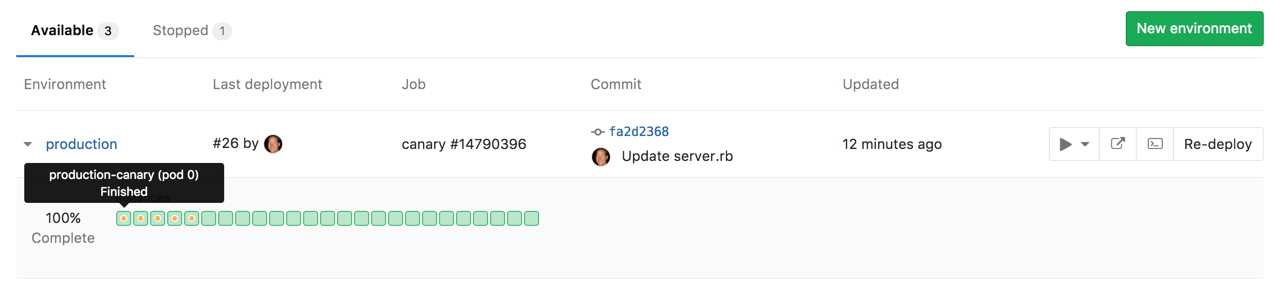 Available 3 Stopped 1 New environment
Environment Last deployment Job Commit Updated
production #26 by canary #14790396 fa2d2368 12 minutes ago Re-deploy
Update server.rb
production-canary (pod 0)
Finished
100%
Complete